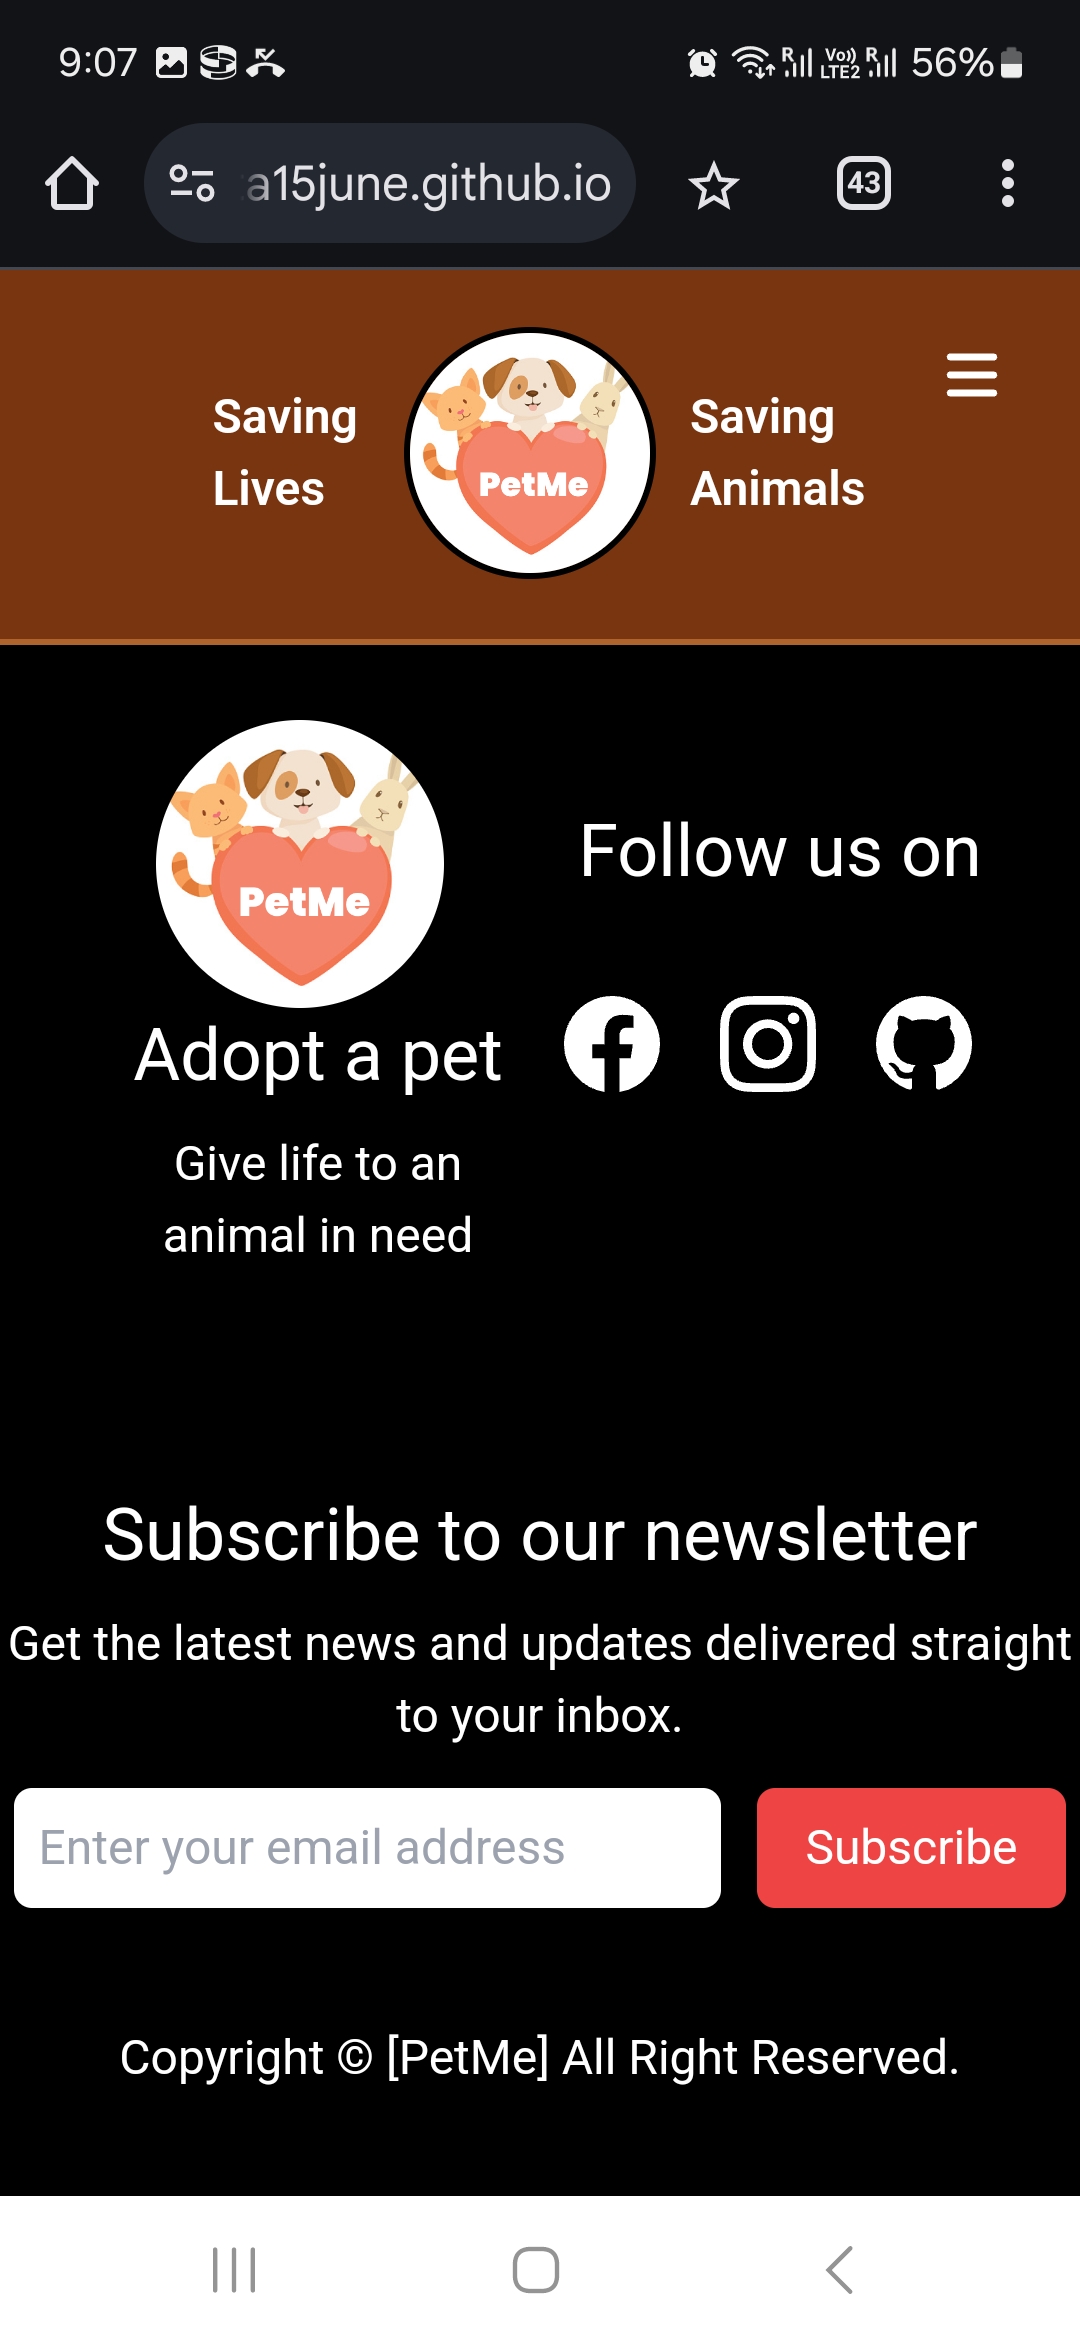 9:07
R Vo)) LTE2 R 56%
a15june.github.io
43
Saving
Lives
PetMe
Saving
Animals
PetMe
Adopt a pet
Give life to an
animal in need
Follow us on
Subscribe to our newsletter
Get the latest news and updates delivered straight
to your inbox.
Enter your email address
Subscribe
Copyright © [PetMe] All Right Reserved.